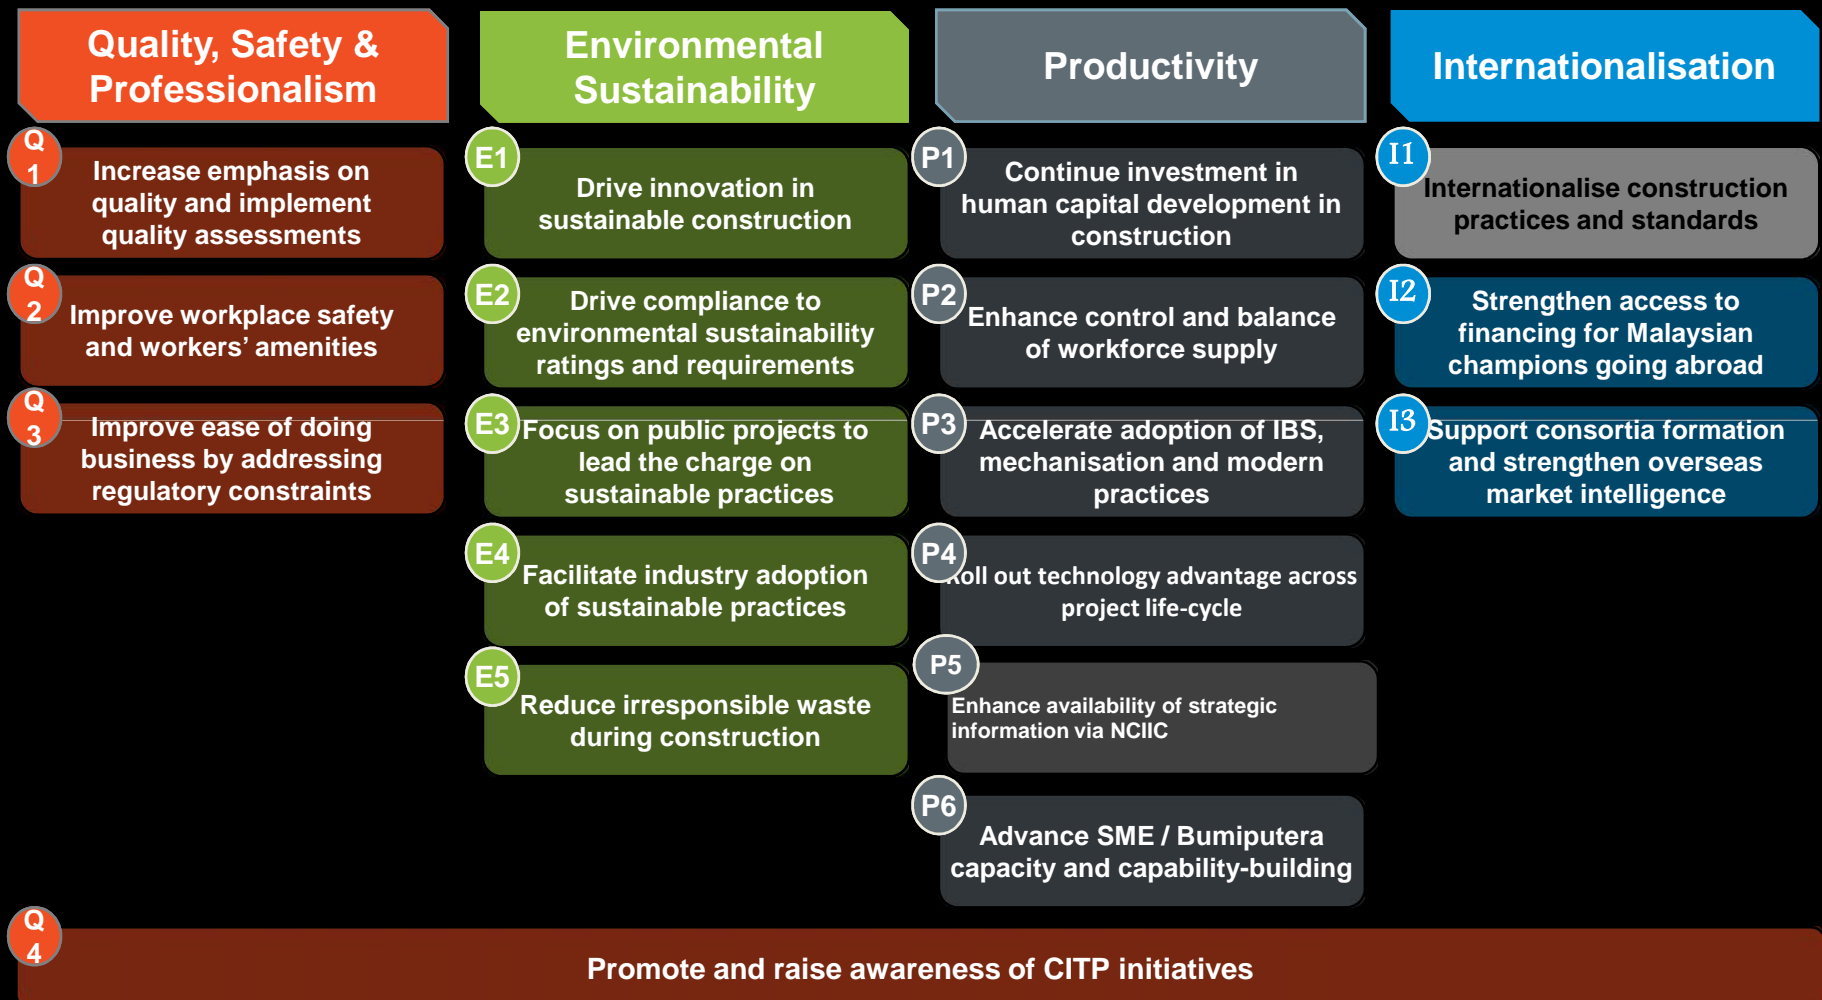 Quality, Safety &
Professionalism
Q
1
Increase emphasis on
quality and implement
quality assessments
Q
2
Improve workplace safety
and workers’ amenities
Q
3
Improve ease of doing
business by addressing
regulatory constraints
Environmental
Sustainability
E1
Drive innovation in
sustainable construction
E2
Drive compliance to
environmental sustainability
ratings and requirements
E3
Focus on public projects to
lead the charge on
sustainable practices
E4
Facilitate industry adoption
of sustainable practices
E5
Reduce irresponsible waste
during construction
Productivity
P1
Continue investment in
human capital development in
construction
P2
Enhance control and balance
of workforce supply
P3
Accelerate adoption of IBS,
mechanisation and modern
practices
P4
Roll out technology advantage across
project life-cycle
P5
Enhance availability of strategic
information via NCIIC
P6
Advance SME / Bumiputera
capacity and capability-building
Internationalisation
I1
Internationalise construction
practices and standards
I2
Strengthen access to
financing for Malaysian
champions going abroad
I3
Support consortia formation
and strengthen overseas
market intelligence
Q
4
Promote and raise awareness of CITP initiatives